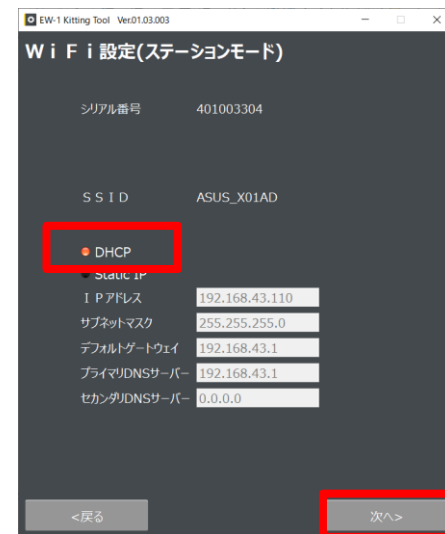 EW-1 Kitting Tool Ver.01.03.003
ＷｉＦｉ設定(ステーションモード)
シリアル番号 401003304
ＳＳＩＤ ASUS_X01AD
DHCP
Static IP
ＩＰアドレス 192.168.43.110
サブネットマスク 255.255.255.0
デフォルトゲートウェイ 192.168.43.1
プライマリDNSサーバー 192.168.43.1
セカンダリDNSサーバー 0.0.0.0
<戻る 次へ>